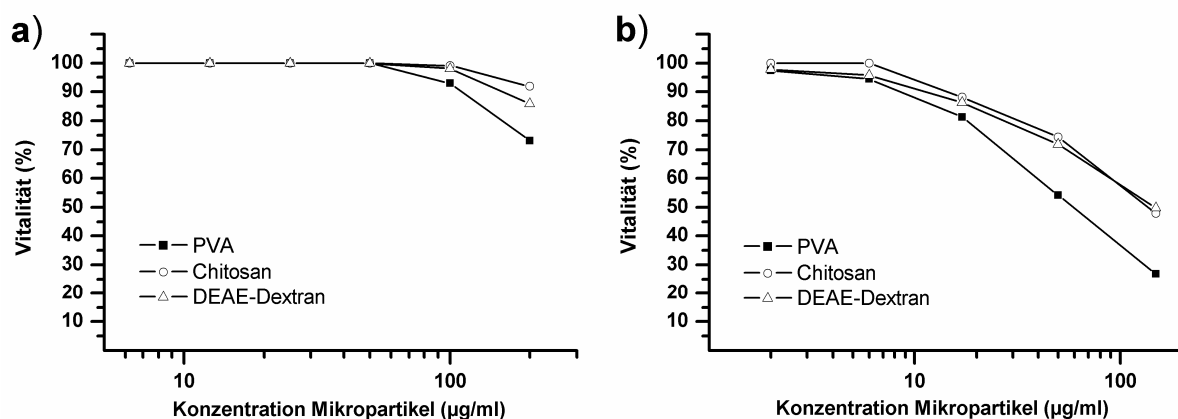 a)
Vitalität (%)
100
90
80
70
60
50
40
30
20
10
PVA
Chitosan
DEAE-Dextran
10
100
Konzentration Mikropartikel (µg/ml)
b)
Vitalität (%)
100
90
80
70
60
50
40
30
20
10
PVA
Chitosan
DEAE-Dextran
10
100
Konzentration Mikropartikel (µg/ml)